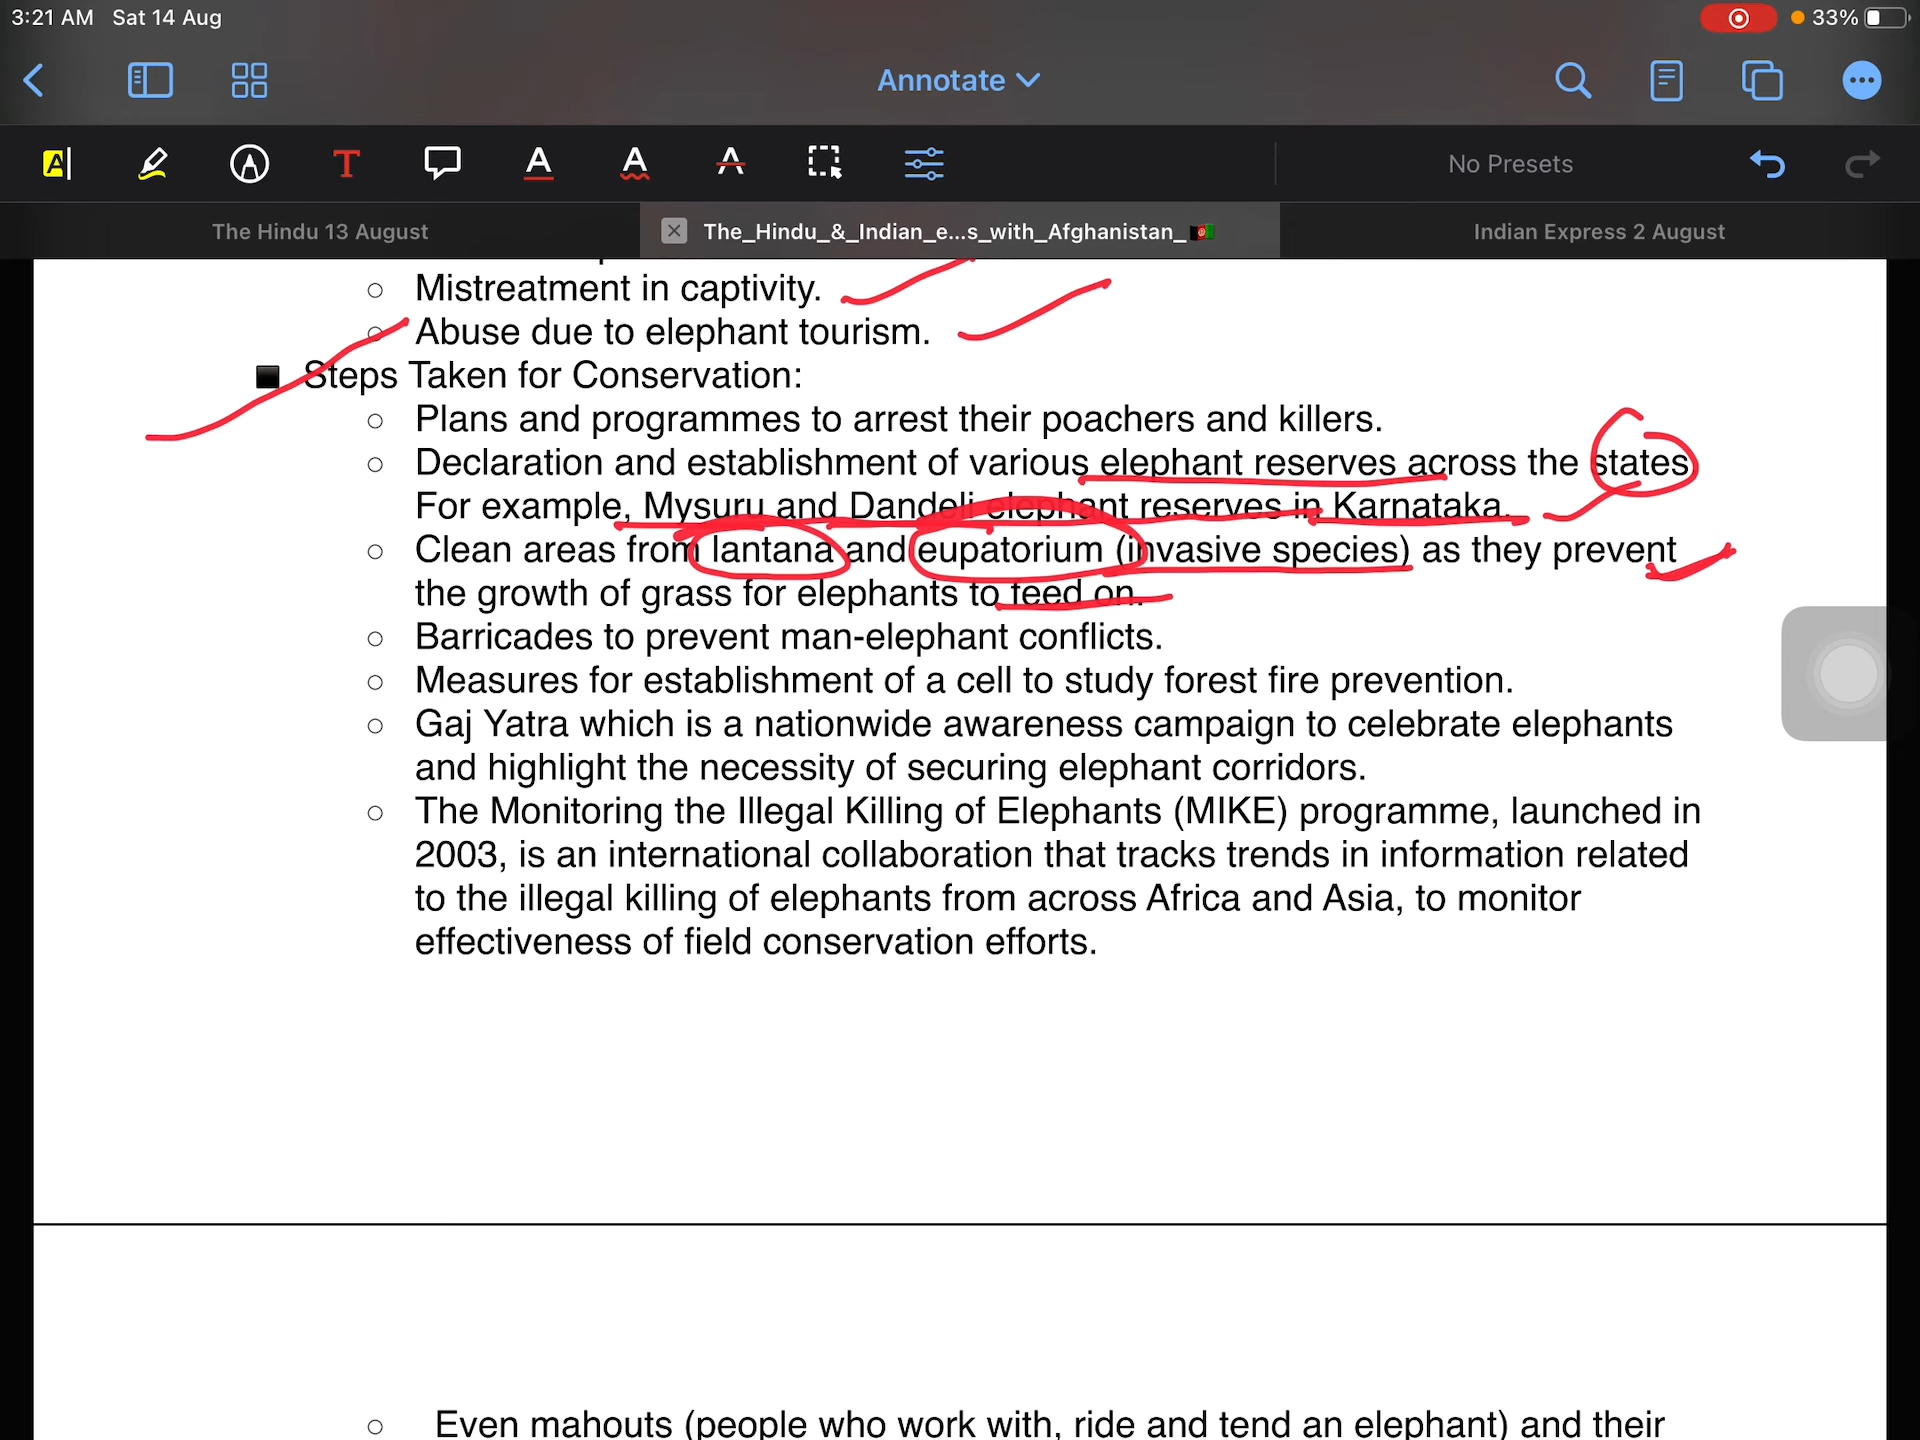 3:21 AM Sat 14 Aug
33%
Annotate
No Presets
The Hindu 13 August
The_Hindu_&_Indian_e...s_with_Afghanistan_
Indian Express 2 August
○ Mistreatment in captivity.
○ Abuse due to elephant tourism.
■ Steps Taken for Conservation:
○ Plans and programmes to arrest their poachers and killers.
○ Declaration and establishment of various elephant reserves across the states
For example, Mysuru and Dandeli elephant reserves in Karnataka.
○ Clean areas from lantana and eupatorium (invasive species) as they prevent
the growth of grass for elephants to feed on.
○ Barricades to prevent man-elephant conflicts.
○ Measures for establishment of a cell to study forest fire prevention.
○ Gaj Yatra which is a nationwide awareness campaign to celebrate elephants
and highlight the necessity of securing elephant corridors.
○ The Monitoring the Illegal Killing of Elephants (MIKE) programme, launched in
2003, is an international collaboration that tracks trends in information related
to the illegal killing of elephants from across Africa and Asia, to monitor
effectiveness of field conservation efforts.
○ Even mahouts (people who work with, ride and tend an elephant) and their